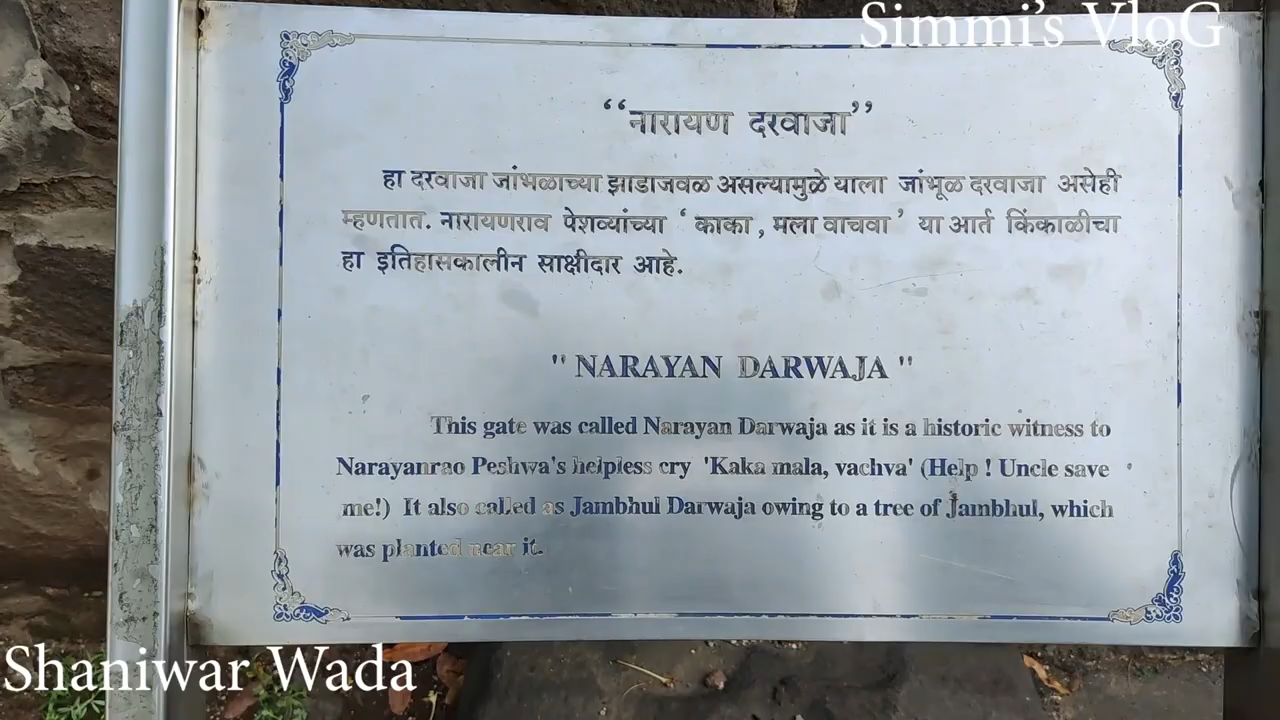 Simmi's VloG
“नारायण दरवाजा”
हा दरवाजा जांभळाच्या झाडाजवळ असल्यामुळे याला जांभूळ दरवाजा असेही
म्हणतात. नारायणराव पेशव्यांच्या ‘काका, मला वाचवा’ या आर्त किंकाळीचा
हा इतिहासकालीन साक्षीदार आहे.
" NARAYAN DARWAJA "
This gate was called Narayan Darwaja as it is a historic witness to
Narayanrao Peshwa's helpless cry 'Kaka mala, vachva' (Help ! Uncle save
me!) It also called as Jambhul Darwaja owing to a tree of Jambhul, which
was planted near it.
Shaniwar Wada